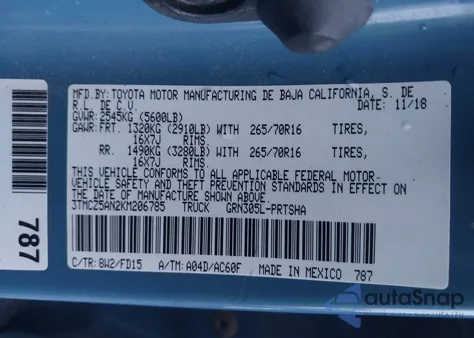 MFD.BY:TOYOTA MOTOR MANUFACTURING DE BAJA CALIFORNIA, S. DE
R.L. DE C.V. DATE: 11/18
GVWR:2545KG (5600LB)
GAWR:FRT. 1320KG (2910LB) WITH 265/70R16 TIRES,
16X7J RIMS.
RR. 1490KG (3280LB) WITH 265/70R16 TIRES,
16X7J RIMS.
THIS VEHICLE CONFORMS TO ALL APPLICABLE FEDERAL MOTOR-
VEHICLE SAFETY AND BUMPER STANDARDS IN EFFECT ON
THE DATE OF MANUFACTURE SHOWN ABOVE.
3TMCZ5AN2KM206785 TRUCK GRN305L-PRTSHA
C/TR:8W2/FD15 A/TM:A04D/AC60F MADE IN MEXICO 787
787
autoSnap